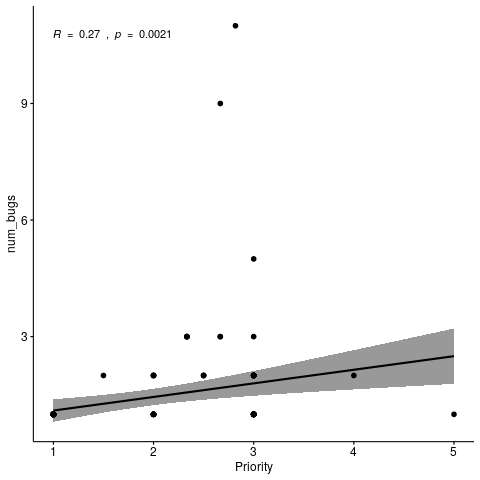 R = 0.27 , p = 0.0021
9
6
3
num_bugs
1 2 3 4 5
Priority